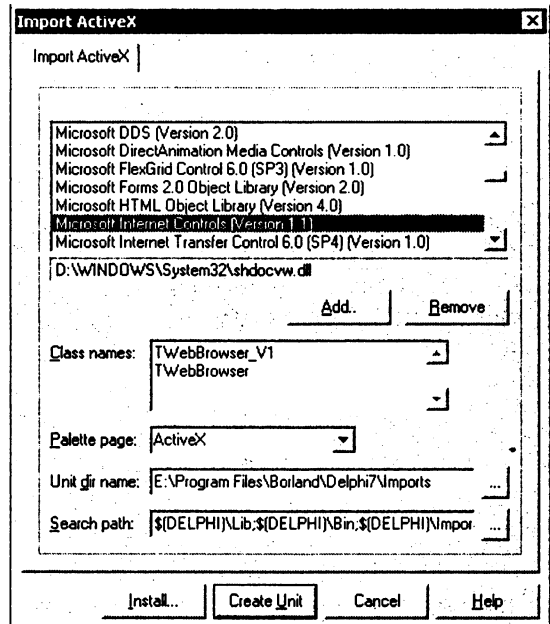 Import ActiveX
Import ActiveX
Microsoft DDS (Version 2.0)
Microsoft DirectAnimation Media Controls (Version 1.0)
Microsoft FlexGrid Control 6.0 (SP3) (Version 1.0)
Microsoft Forms 2.0 Object Library (Version 2.0)
Microsoft HTML Object Library (Version 4.0)
Microsoft Internet Controls (Version 1.1)
Microsoft Internet Transfer Control 6.0 (SP4) (Version 1.0)
D:\WINDOWS\System32\shdocvw.dll
Add.. Remove
Class names: TWebBrowser_V1
TWebBrowser
Palette page: ActiveX
Unit dir name: E:\Program Files\Borland\Delphi7\Imports ...
Search path: $(DELPHI)\Lib;$(DELPHI)\Bin;$(DELPHI)\Impor ...
Install... Create Unit Cancel Help